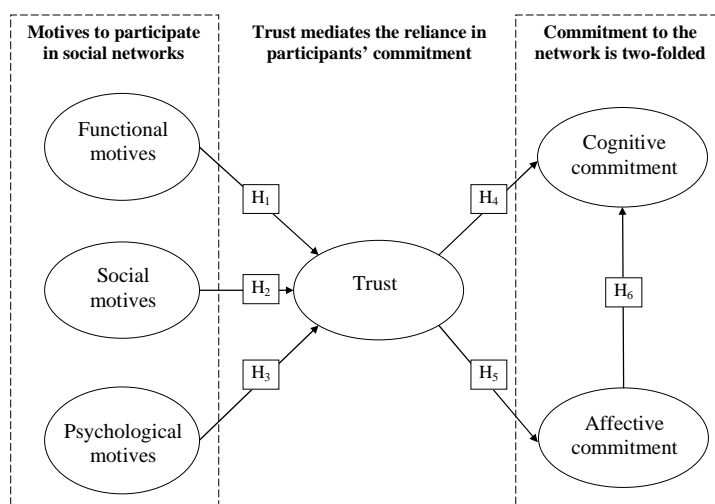 Motives to participate
in social networks
Trust mediates the reliance in
participants' commitment
Commitment to the
network is two-folded
Functional
motives
Cognitive
commitment
H₁
H₄
Social
motives
H₂
Trust
H₆
H₃
H₅
Psychological
motives
Affective
commitment